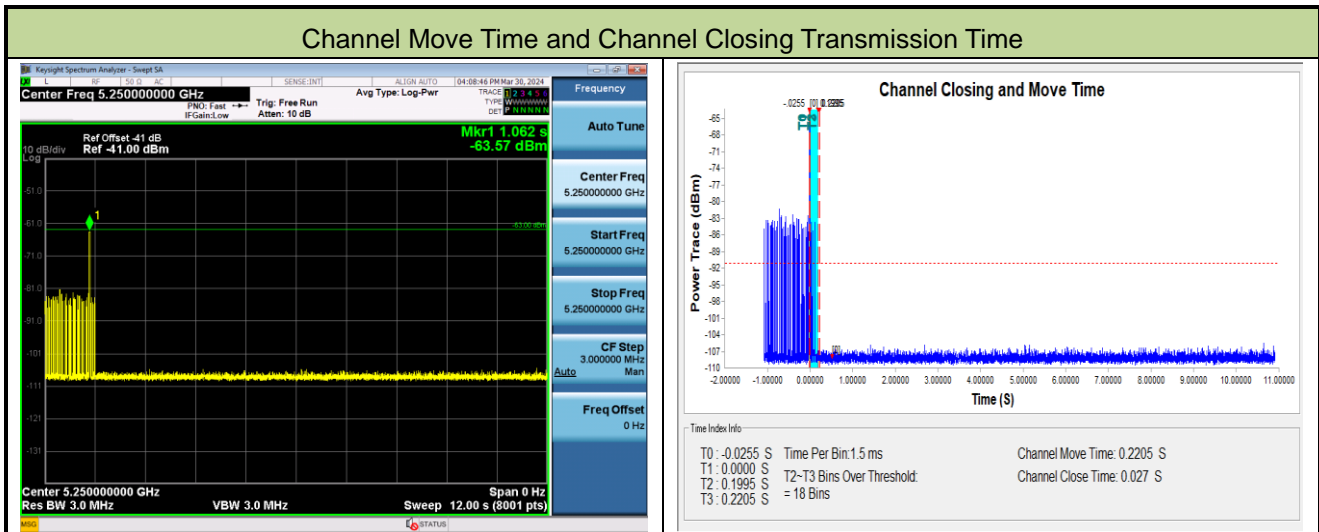 Channel Move Time and Channel Closing Transmission Time
Keysight Spectrum Analyzer - Swept SA
L RF 50 Ω AC SENSE:INT ALIGN AUTO 04:08:46 PM Mar 30, 2024
Center Freq 5.250000000 GHz
PNO: Fast
IFGain:Low
Trig: Free Run
Atten: 10 dB
Avg Type: Log-Pwr
TRACE 1 2 3 4 5 6
TYPE WWWWWW
DET P N N N N N
Frequency
Ref Offset -41 dB
10 dB/div Ref -41.00 dBm
Log
Mkr1 1.062 s
-63.57 dBm
-51.0
-61.0
-71.0
-81.0
-91.0
-101
-111
-121
-131
1
-63.00 dBm
Center 5.250000000 GHz
Span 0 Hz
Res BW 3.0 MHz
VBW 3.0 MHz
Sweep 12.00 s (8001 pts)
MSG
STATUS
Auto Tune
Center Freq
5.250000000 GHz
Start Freq
5.250000000 GHz
Stop Freq
5.250000000 GHz
CF Step
3.000000 MHz
Auto Man
Freq Offset
0 Hz
Channel Closing and Move Time
-.0255
Power Trace (dBm)
-65
-68
-71
-74
-77
-80
-83
-86
-89
-92
-95
-98
-101
-104
-107
-110
-2.00000 -1.00000 0.00000 1.00000 2.00000 3.00000 4.00000 5.00000 6.00000 7.00000 8.00000 9.00000 10.00000 11.00000
Time (S)
Time Index Info
T0 : -0.0255 S
T1 : 0.0000 S
T2 : 0.1995 S
T3 : 0.2205 S
Time Per Bin:1.5 ms
T2~T3 Bins Over Threshold:
= 18 Bins
Channel Move Time: 0.2205 S
Channel Close Time: 0.027 S